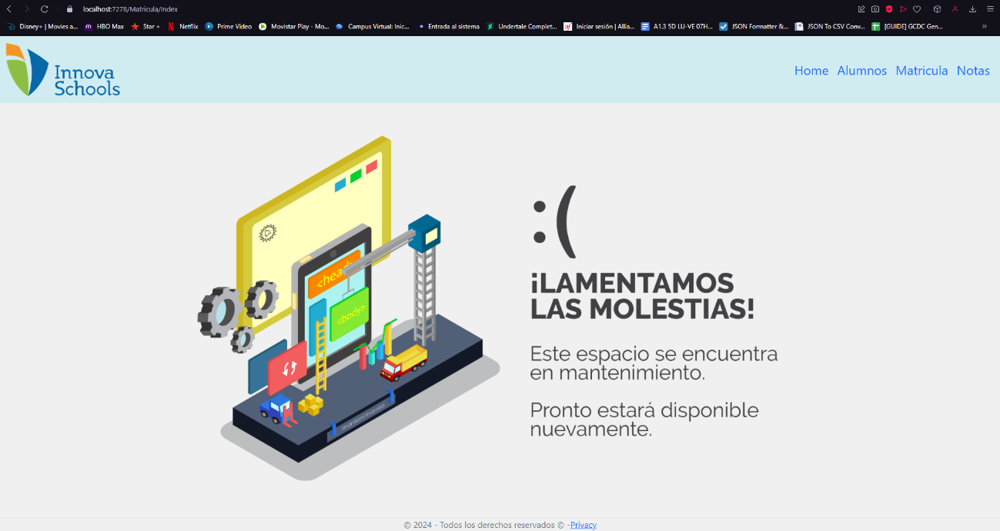 localhost:7278/Matricula/Index
Disney+ | Movies a... HBO Max Star + Netflix Prime Video Movistar Play - Mo... Campus Virtual: Inic... Entrada al sistema Undertale Complet... Iniciar sesión | Allia... A1.3 5D LU-VE 07H... JSON Formatter &... JSON To CSV Conv... [GUIDE] GCDC Gen... »
Innova
Schools
Home Alumnos Matricula Notas
:(
¡LAMENTAMOS
LAS MOLESTIAS!
Este espacio se encuentra
en mantenimiento.
Pronto estará disponible
nuevamente.
<head>
<body>
mantenimiento
© 2024 - Todos los derechos reservados © -Privacy